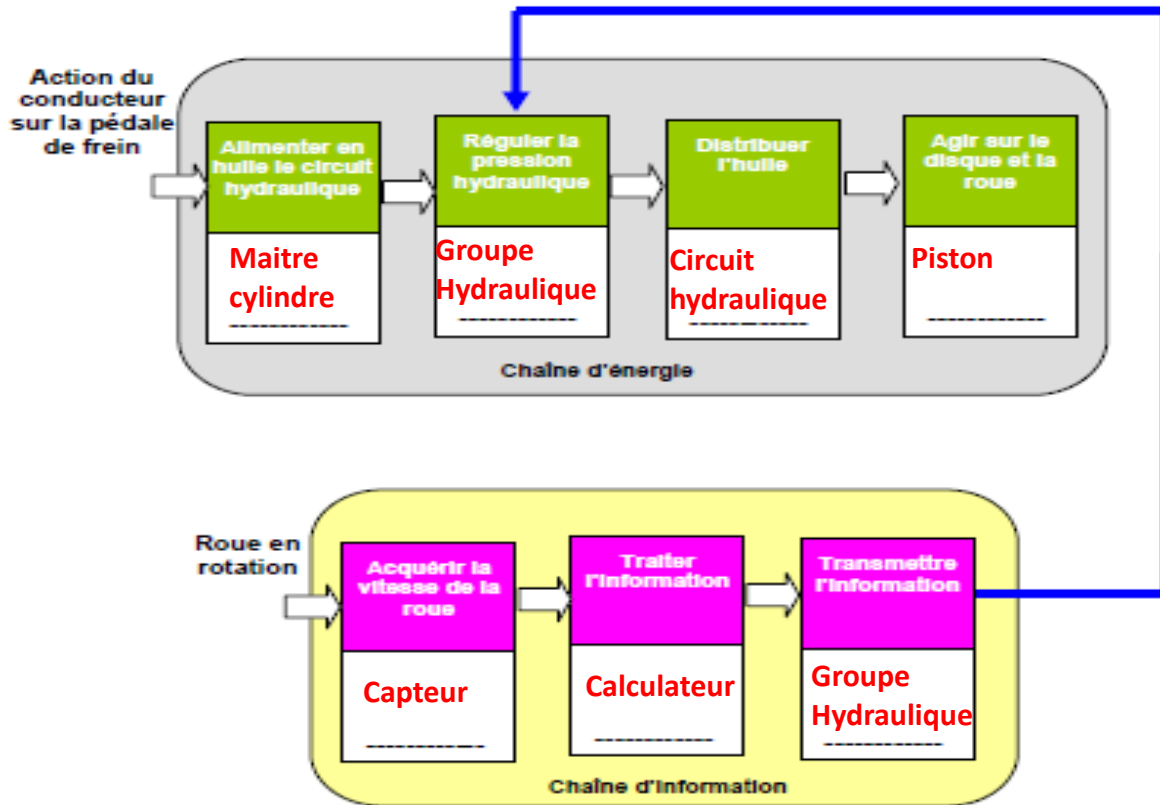 Action du
conducteur
sur la pédale
de frein
Alimenter en
huile le circuit
hydraulique
Maitre
cylindre
------------
Réguler la
pression
hydraulique
Groupe
Hydraulique
------------
Distribuer
l'huile
Circuit
hydraulique
------------
Agir sur le
disque et la
roue
Piston
------------
Chaîne d'énergie
Roue en
rotation
Acquérir la
vitesse de la
roue
Capteur
------------
Traiter
l'information
Calculateur
------------
Transmettre
l'information
Groupe
Hydraulique
------------
Chaîne d'information